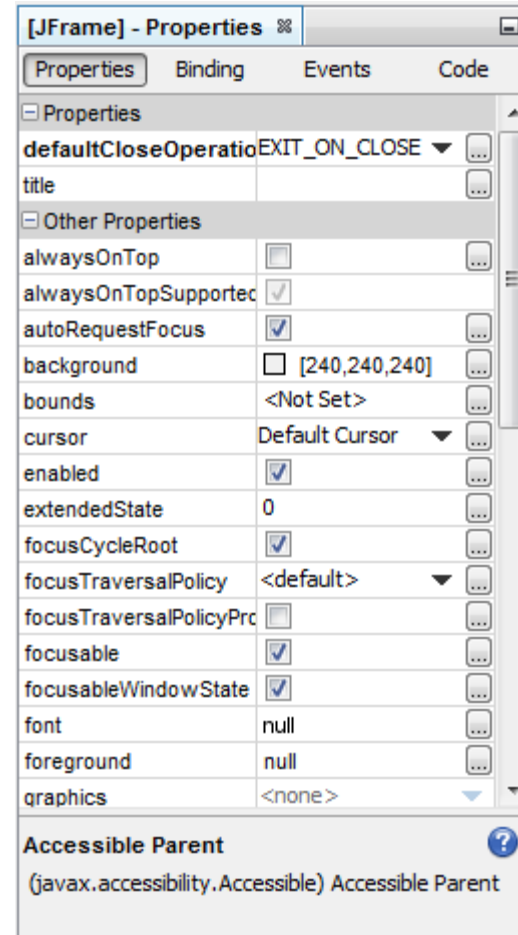 [JFrame] - Properties
Properties Binding Events Code
Properties
defaultCloseOperatio EXIT_ON_CLOSE ...
title ...
Other Properties
alwaysOnTop ...
alwaysOnTopSupported
autoRequestFocus ...
background [240,240,240] ...
bounds <Not Set> ...
cursor Default Cursor ...
enabled ...
extendedState 0 ...
focusCycleRoot ...
focusTraversalPolicy <default> ...
focusTraversalPolicyPro ...
focusable ...
focusableWindowState ...
font null ...
foreground null ...
graphics <none>
Accessible Parent ?
(javax.accessibility.Accessible) Accessible Parent